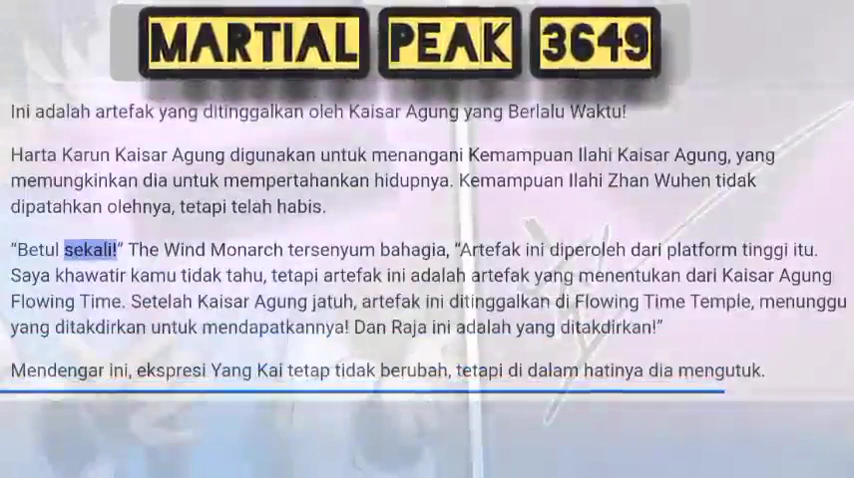 MARTIAL PEAK 3649
Ini adalah artefak yang ditinggalkan oleh Kaisar Agung yang Berlalu Waktu!
Harta Karun Kaisar Agung digunakan untuk menangani Kemampuan Ilahi Kaisar Agung, yang
memungkinkan dia untuk mempertahankan hidupnya. Kemampuan Ilahi Zhan Wuhen tidak
dipatahkan olehnya, tetapi telah habis.
“Betul sekali!” The Wind Monarch tersenyum bahagia, “Artefak ini diperoleh dari platform tinggi itu.
Saya khawatir kamu tidak tahu, tetapi artefak ini adalah artefak yang menentukan dari Kaisar Agung
Flowing Time. Setelah Kaisar Agung jatuh, artefak ini ditinggalkan di Flowing Time Temple, menunggu
yang ditakdirkan untuk mendapatkannya! Dan Raja ini adalah yang ditakdirkan!”
Mendengar ini, ekspresi Yang Kai tetap tidak berubah, tetapi di dalam hatinya dia mengutuk.